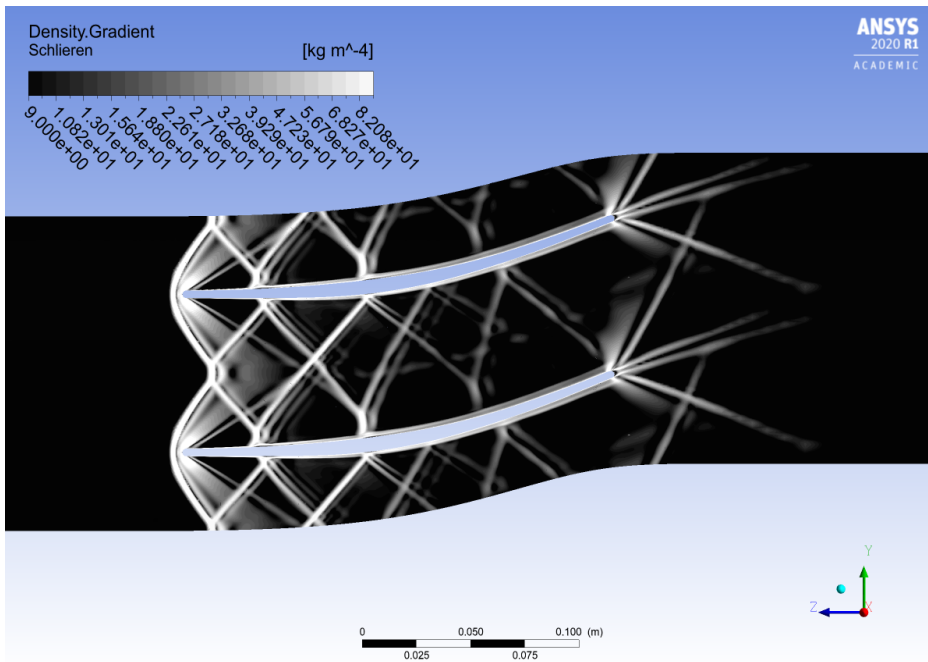 Density.Gradient
Schlieren [kg m^-4]
9.000e+00
1.082e+01
1.301e+01
1.564e+01
1.880e+01
2.261e+01
2.718e+01
3.268e+01
3.929e+01
4.723e+01
5.679e+01
6.827e+01
8.208e+01
ANSYS
2020 R1
ACADEMIC
Y
Z X
0 0.050 0.100 (m)
0.025 0.075